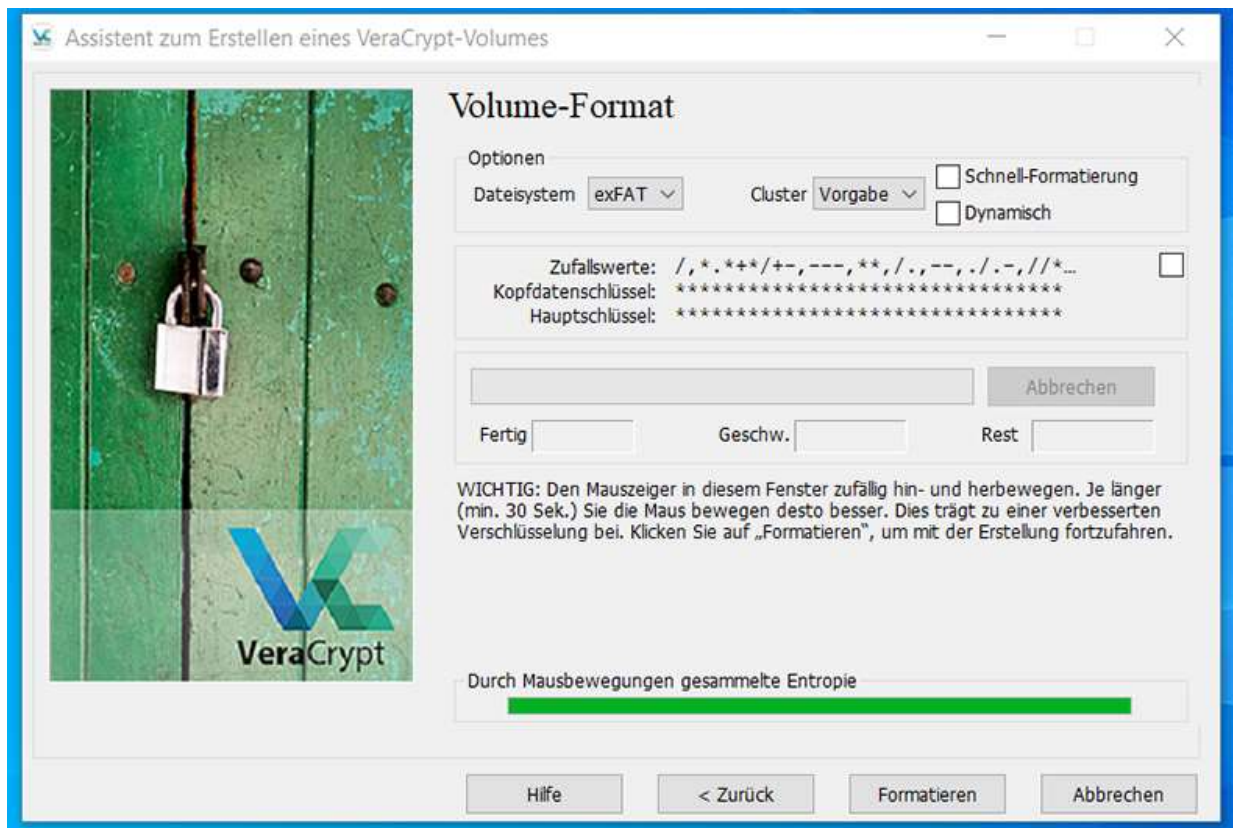 Assistent zum Erstellen eines VeraCrypt-Volumes
Volume-Format
Optionen
Dateisystem exFAT Cluster Vorgabe Schnell-Formatierung
Dynamisch
Zufallswerte: /,*.*+*/+-,---,**,/.,--,./.-,//*…
Kopfdatenschlüssel: ********************************
Hauptschlüssel: ********************************
Abbrechen
Fertig Geschw. Rest
WICHTIG: Den Mauszeiger in diesem Fenster zufällig hin- und herbewegen. Je länger
(min. 30 Sek.) Sie die Maus bewegen desto besser. Dies trägt zu einer verbesserten
Verschlüsselung bei. Klicken Sie auf „Formatieren“, um mit der Erstellung fortzufahren.
VeraCrypt
Durch Mausbewegungen gesammelte Entropie
Hilfe < Zurück Formatieren Abbrechen